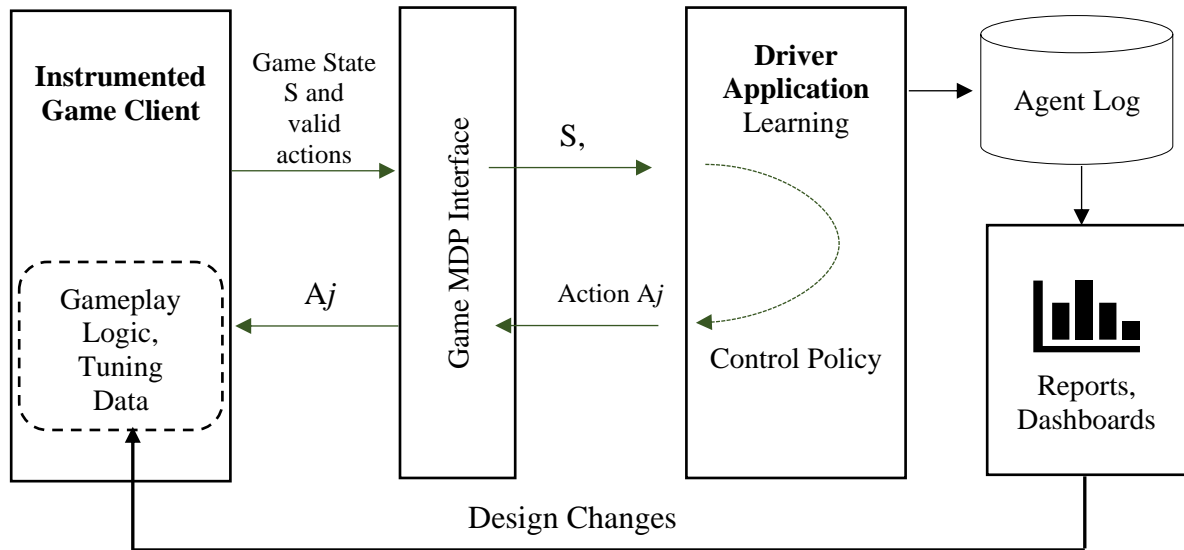 Instrumented
Game Client
Game State
S and
valid
actions
Game MDP Interface
S,
Driver
Application
Learning
Agent Log
Gameplay
Logic,
Tuning
Data
Aj
Action Aj
Control Policy
Reports,
Dashboards
Design Changes